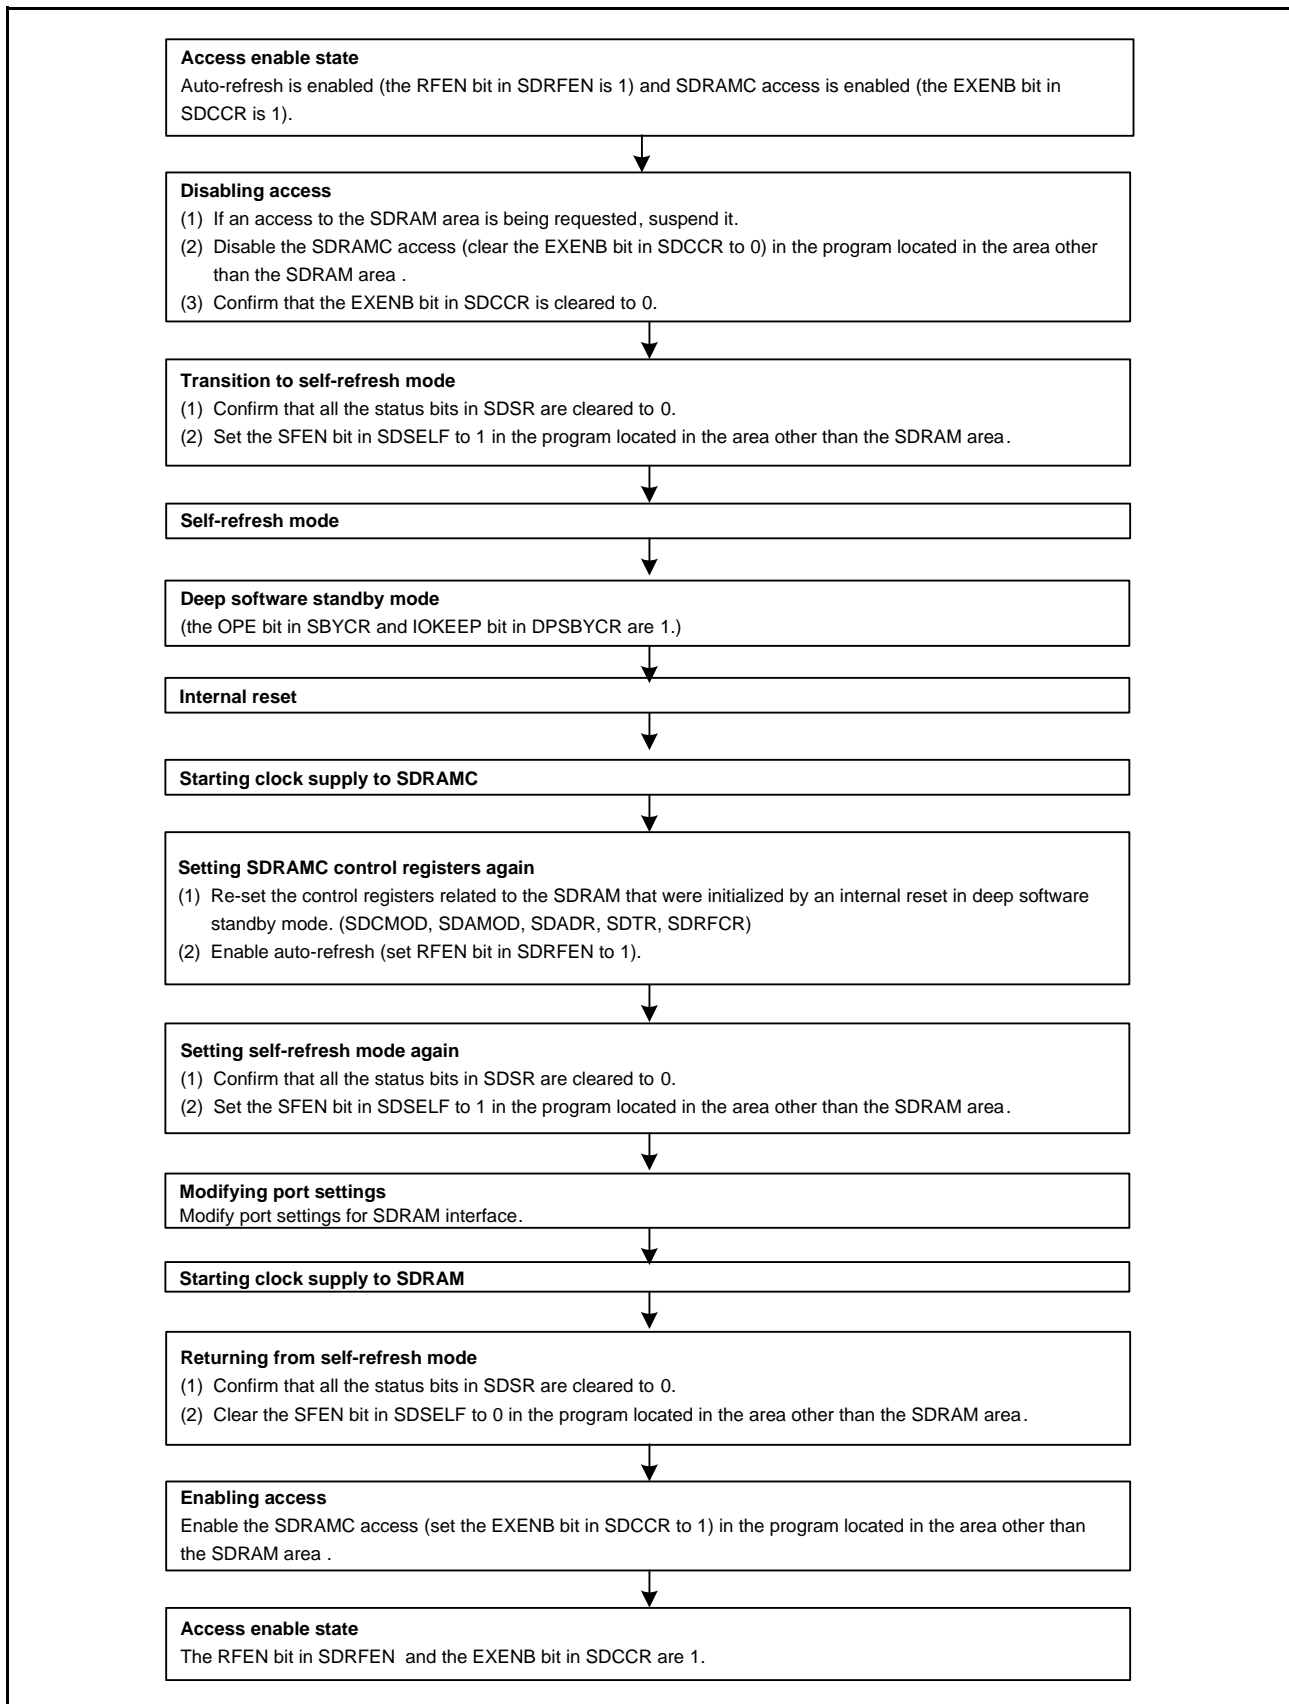 Access enable state
Auto-refresh is enabled (the RFEN bit in SDRFEN is 1) and SDRAMC access is enabled (the EXENB bit in
SDCCR is 1).
Disabling access
(1) If an access to the SDRAM area is being requested, suspend it.
(2) Disable the SDRAMC access (clear the EXENB bit in SDCCR to 0) in the program located in the area other
than the SDRAM area .
(3) Confirm that the EXENB bit in SDCCR is cleared to 0.
Transition to self-refresh mode
(1) Confirm that all the status bits in SDSR are cleared to 0.
(2) Set the SFEN bit in SDSELF to 1 in the program located in the area other than the SDRAM area.
Self-refresh mode
Deep software standby mode
(the OPE bit in SBYCR and IOKEEP bit in DPSBYCR are 1.)
Internal reset
Starting clock supply to SDRAMC
Setting SDRAMC control registers again
(1) Re-set the control registers related to the SDRAM that were initialized by an internal reset in deep software
standby mode. (SDCMOD, SDAMOD, SDADR, SDTR, SDRFCR)
(2) Enable auto-refresh (set RFEN bit in SDRFEN to 1).
Setting self-refresh mode again
(1) Confirm that all the status bits in SDSR are cleared to 0.
(2) Set the SFEN bit in SDSELF to 1 in the program located in the area other than the SDRAM area.
Modifying port settings
Modify port settings for SDRAM interface.
Starting clock supply to SDRAM
Returning from self-refresh mode
(1) Confirm that all the status bits in SDSR are cleared to 0.
(2) Clear the SFEN bit in SDSELF to 0 in the program located in the area other than the SDRAM area.
Enabling access
Enable the SDRAMC access (set the EXENB bit in SDCCR to 1) in the program located in the area other than
the SDRAM area .
Access enable state
The RFEN bit in SDRFEN and the EXENB bit in SDCCR are 1.